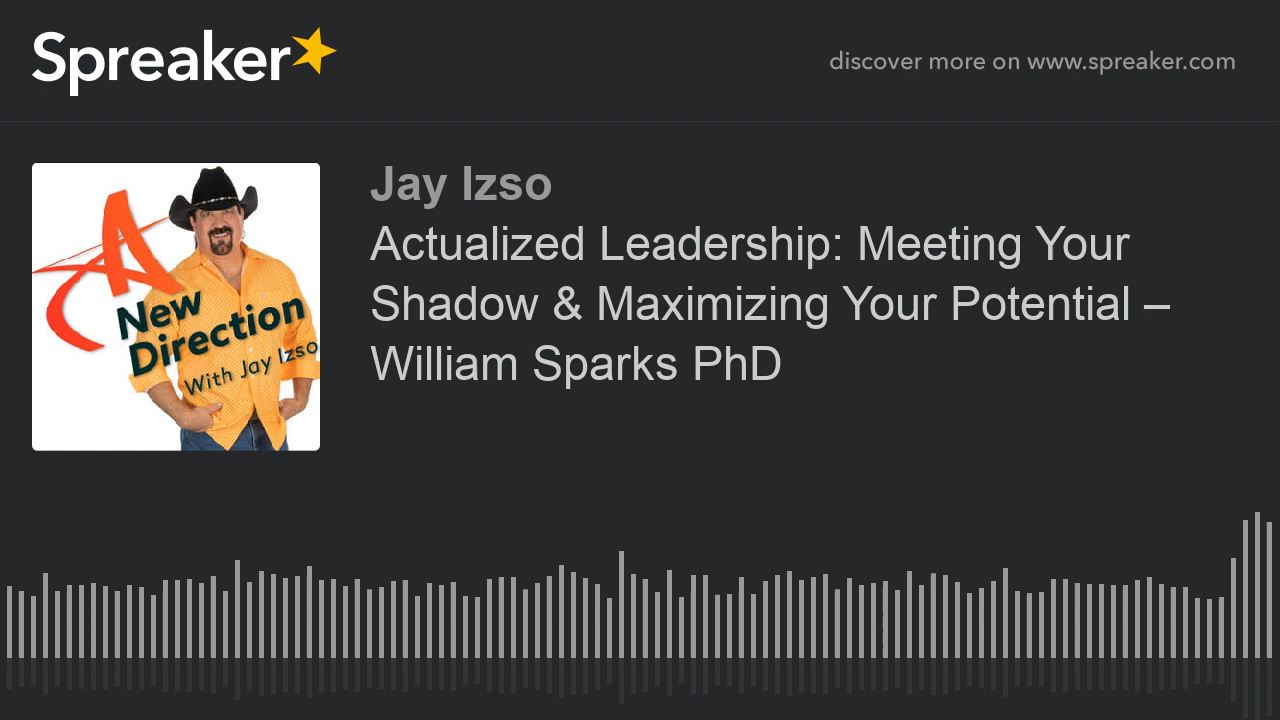 Spreaker
discover more on www.spreaker.com
A
New
Direction
With Jay Izso
Jay Izso
Actualized Leadership: Meeting Your
Shadow & Maximizing Your Potential –
William Sparks PhD